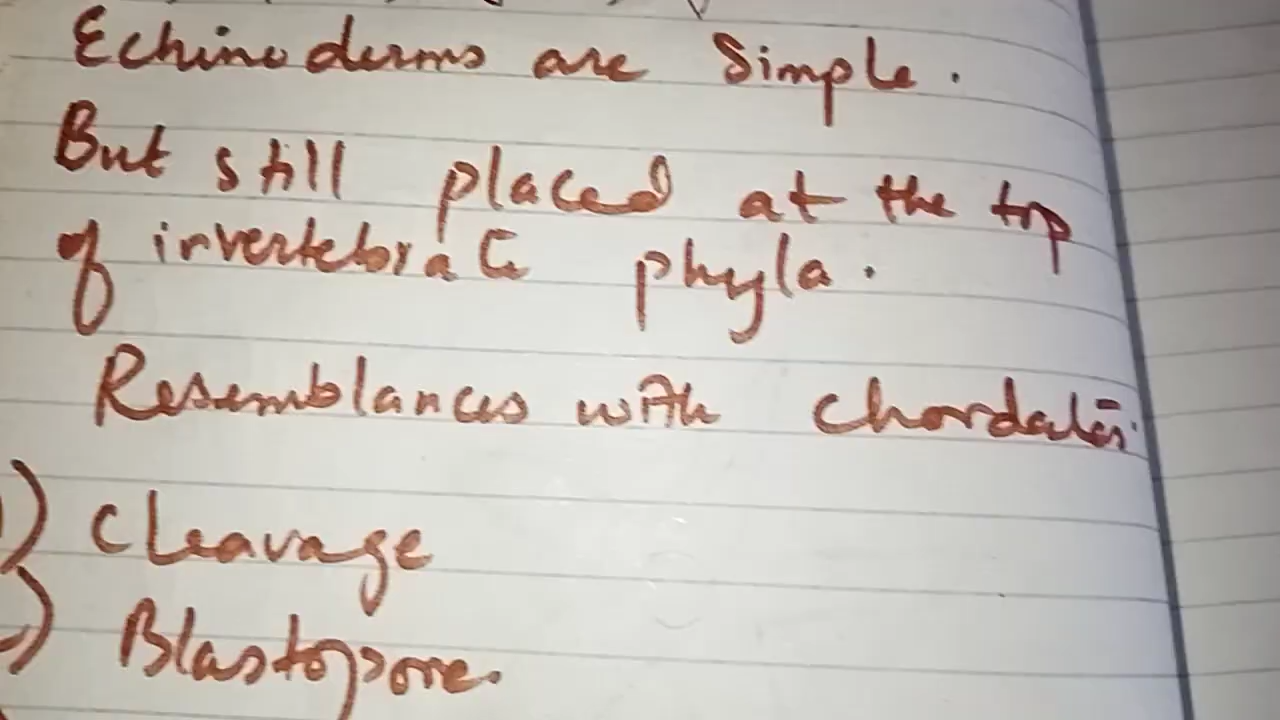 Echinoderms are Simple.
But still placed at the top
of invertebrate phyla.
Resemblances with Chordates.
) Cleavage
) Blastopore.